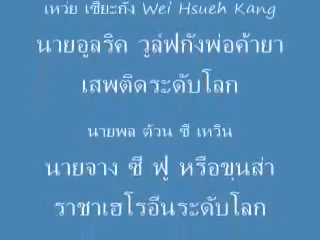 เหว่ย เซียะกัง Wei Hsueh Kang
นายอูลริค วูล์ฟกังพ่อค้ายา
เสพติดระดับโลก
นายพล ต้วน ซี เหวิน
นายจาง ซี ฟู หรือขุนส่า
ราชาเฮโรอีนระดับโลก